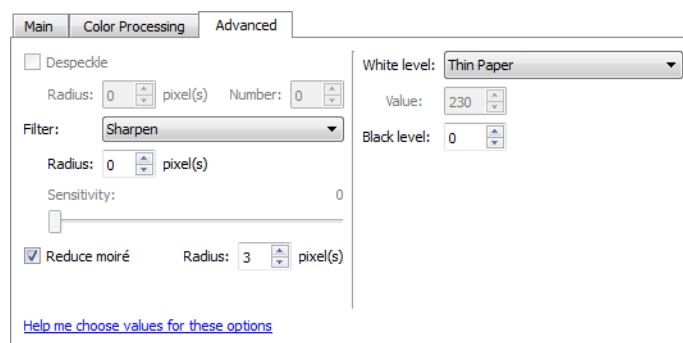 Main Color Processing Advanced
Despeckle
Radius: 0 pixel(s) Number: 0
Filter: Sharpen
Radius: 0 pixel(s)
Sensitivity: 0
Reduce moiré Radius: 3 pixel(s)
Help me choose values for these options
White level: Thin Paper
Value: 230
Black level: 0